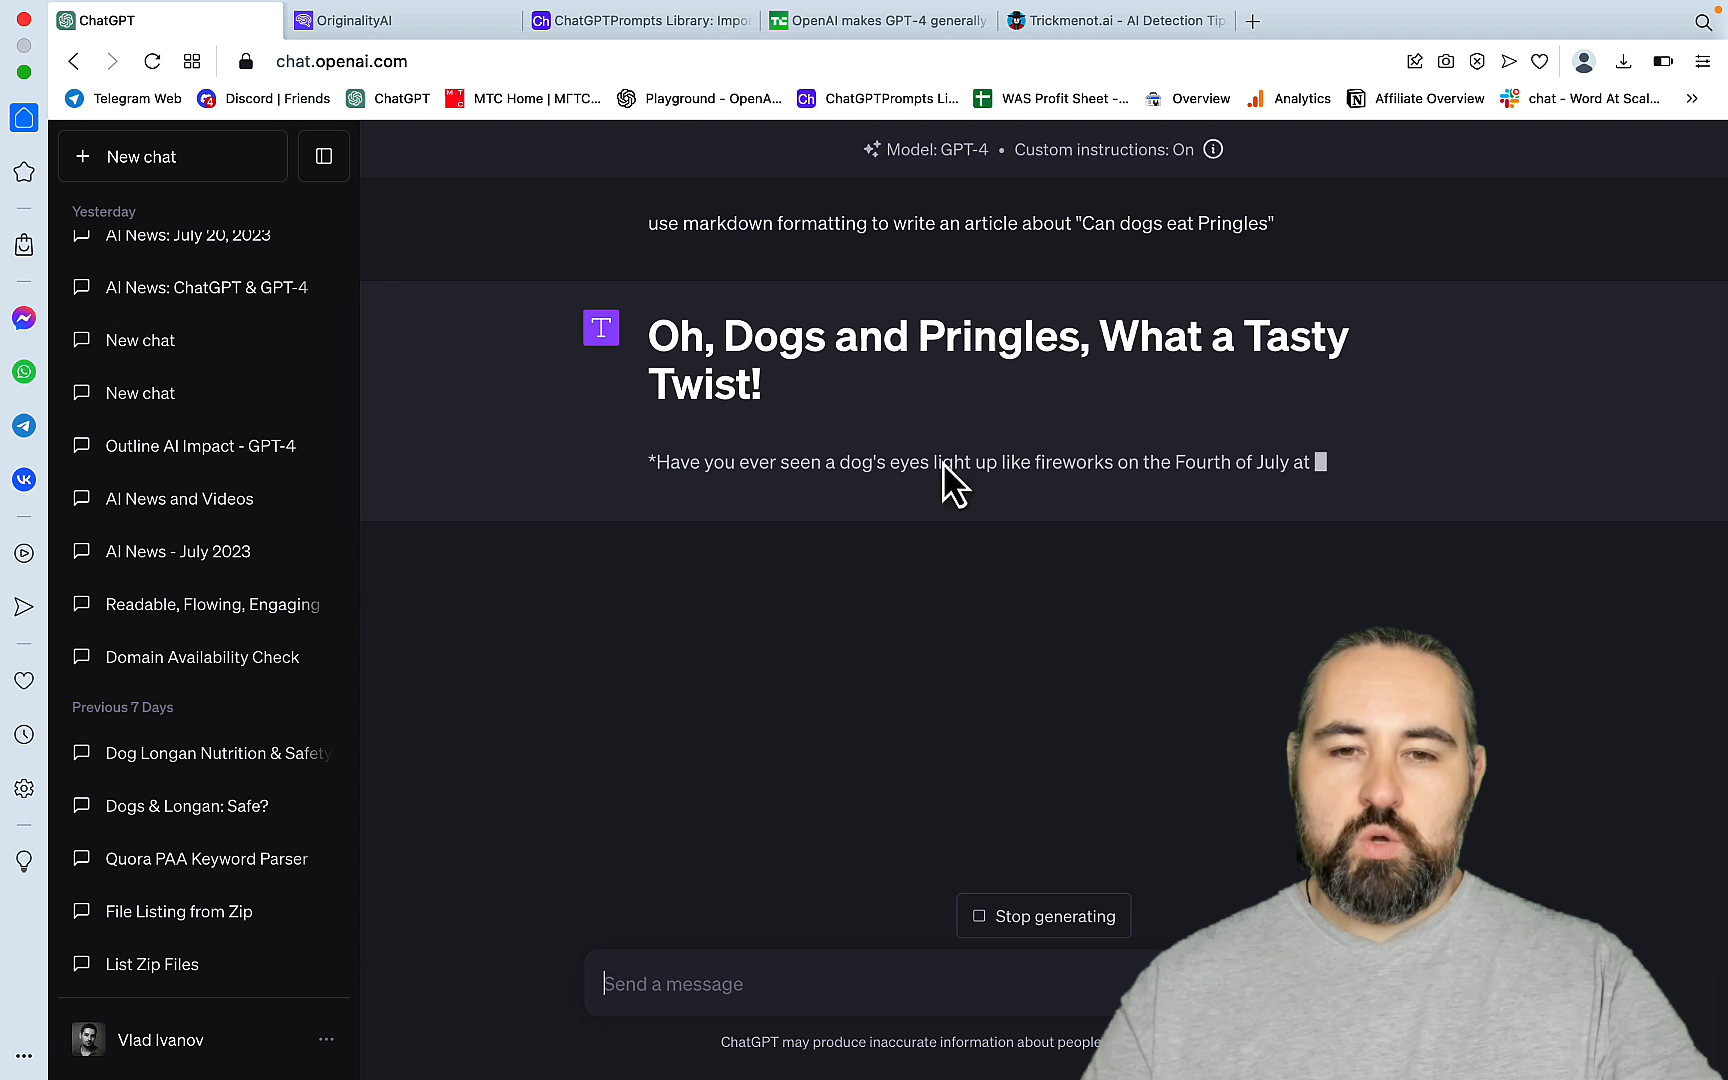 ChatGPT
OriginalityAI
ChatGPTPrompts Library: Impo
OpenAI makes GPT-4 generally
Trickmenot.ai - AI Detection Tip
chat.openai.com
Telegram Web
Discord | Friends
ChatGPT
MTC Home | МГТС...
Playground - OpenA...
ChatGPTPrompts Li...
WAS Profit Sheet -...
Overview
Analytics
Affiliate Overview
chat - Word At Scal...
New chat
Model: GPT-4 • Custom instructions: On
Yesterday
AI News: July 20, 2023
AI News: ChatGPT & GPT-4
New chat
New chat
Outline AI Impact - GPT-4
AI News and Videos
AI News - July 2023
Readable, Flowing, Engaging
Domain Availability Check
Previous 7 Days
Dog Longan Nutrition & Safety
Dogs & Longan: Safe?
Quora PAA Keyword Parser
File Listing from Zip
List Zip Files
Vlad Ivanov
use markdown formatting to write an article about "Can dogs eat Pringles"
T
Oh, Dogs and Pringles, What a Tasty
Twist!
*Have you ever seen a dog's eyes light up like fireworks on the Fourth of July at
Stop generating
Send a message
ChatGPT may produce inaccurate information about people